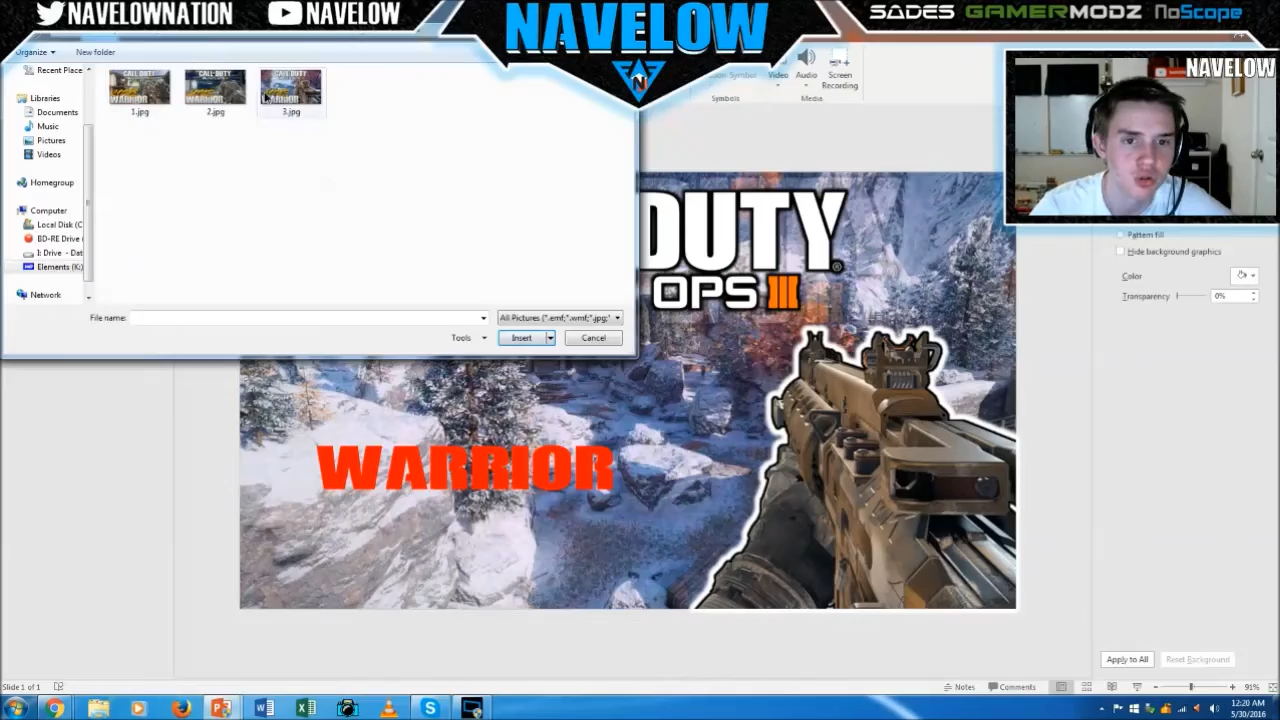 NAVELOWNATION
NAVELOW
NAVELOW
SADES GAMERMODZ NoScope
NAVELOW
Organize
New folder
Recent Place
Libraries
Documents
Music
Pictures
Videos
Homegroup
Computer
Local Disk (C
BD-RE Drive (
I: Drive - Dat
Elements (K:)
Network
1.jpg
2.jpg
3.jpg
File name:
All Pictures (*.emf;*.wmf;*.jpg;*
Tools
Insert
Cancel
Symbol
Video
Audio
Screen
Recording
Symbols
Media
DUTY
OPS III
WARRIOR
Pattern fill
Hide background graphics
Color
Transparency
0%
Apply to All
Reset Background
Slide 1 of 1
Notes
Comments
91%
12:20 AM
5/30/2016